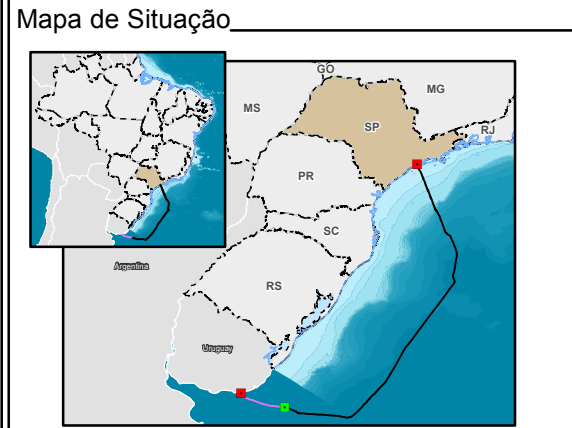 Mapa de Situação
GO
MG
MS
SP
RJ
PR
SC
RS
Argentina
Uruguay